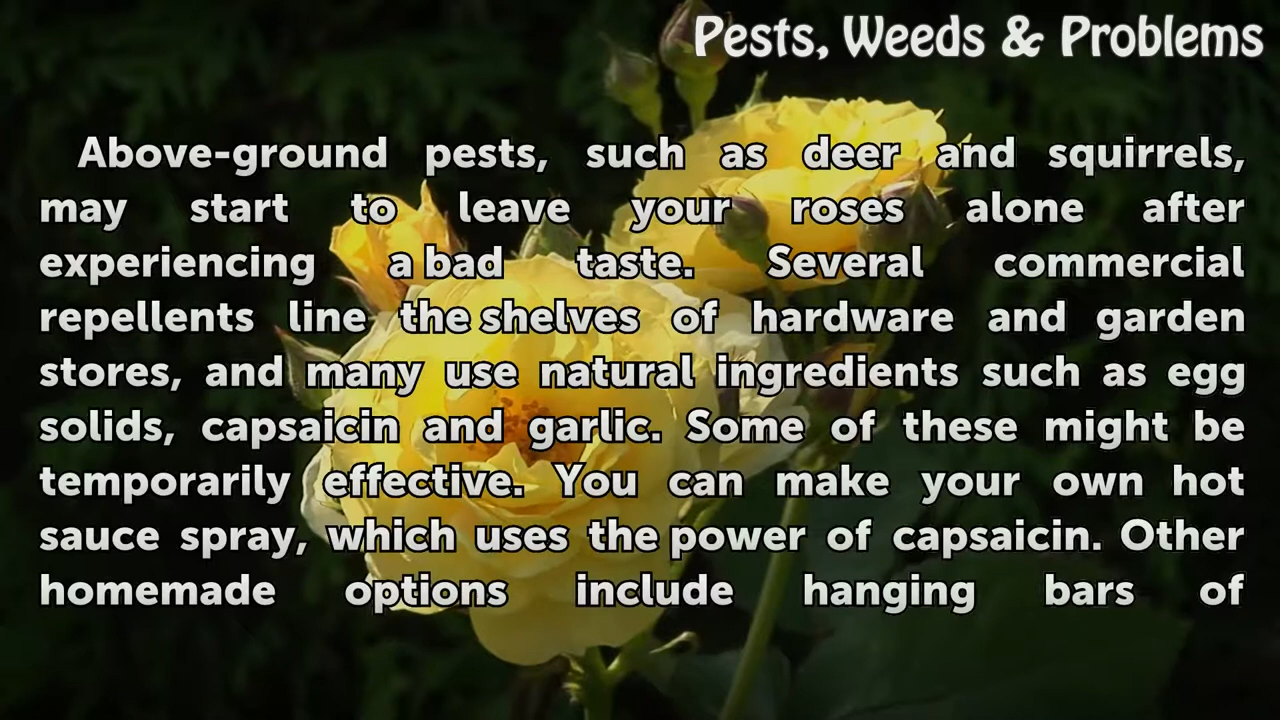 Pests, Weeds & Problems
Above-ground pests, such as deer and squirrels,
may start to leave your roses alone after
experiencing a bad taste. Several commercial
repellents line the shelves of hardware and garden
stores, and many use natural ingredients such as egg
solids, capsaicin and garlic. Some of these might be
temporarily effective. You can make your own hot
sauce spray, which uses the power of capsaicin. Other
homemade options include hanging bars of